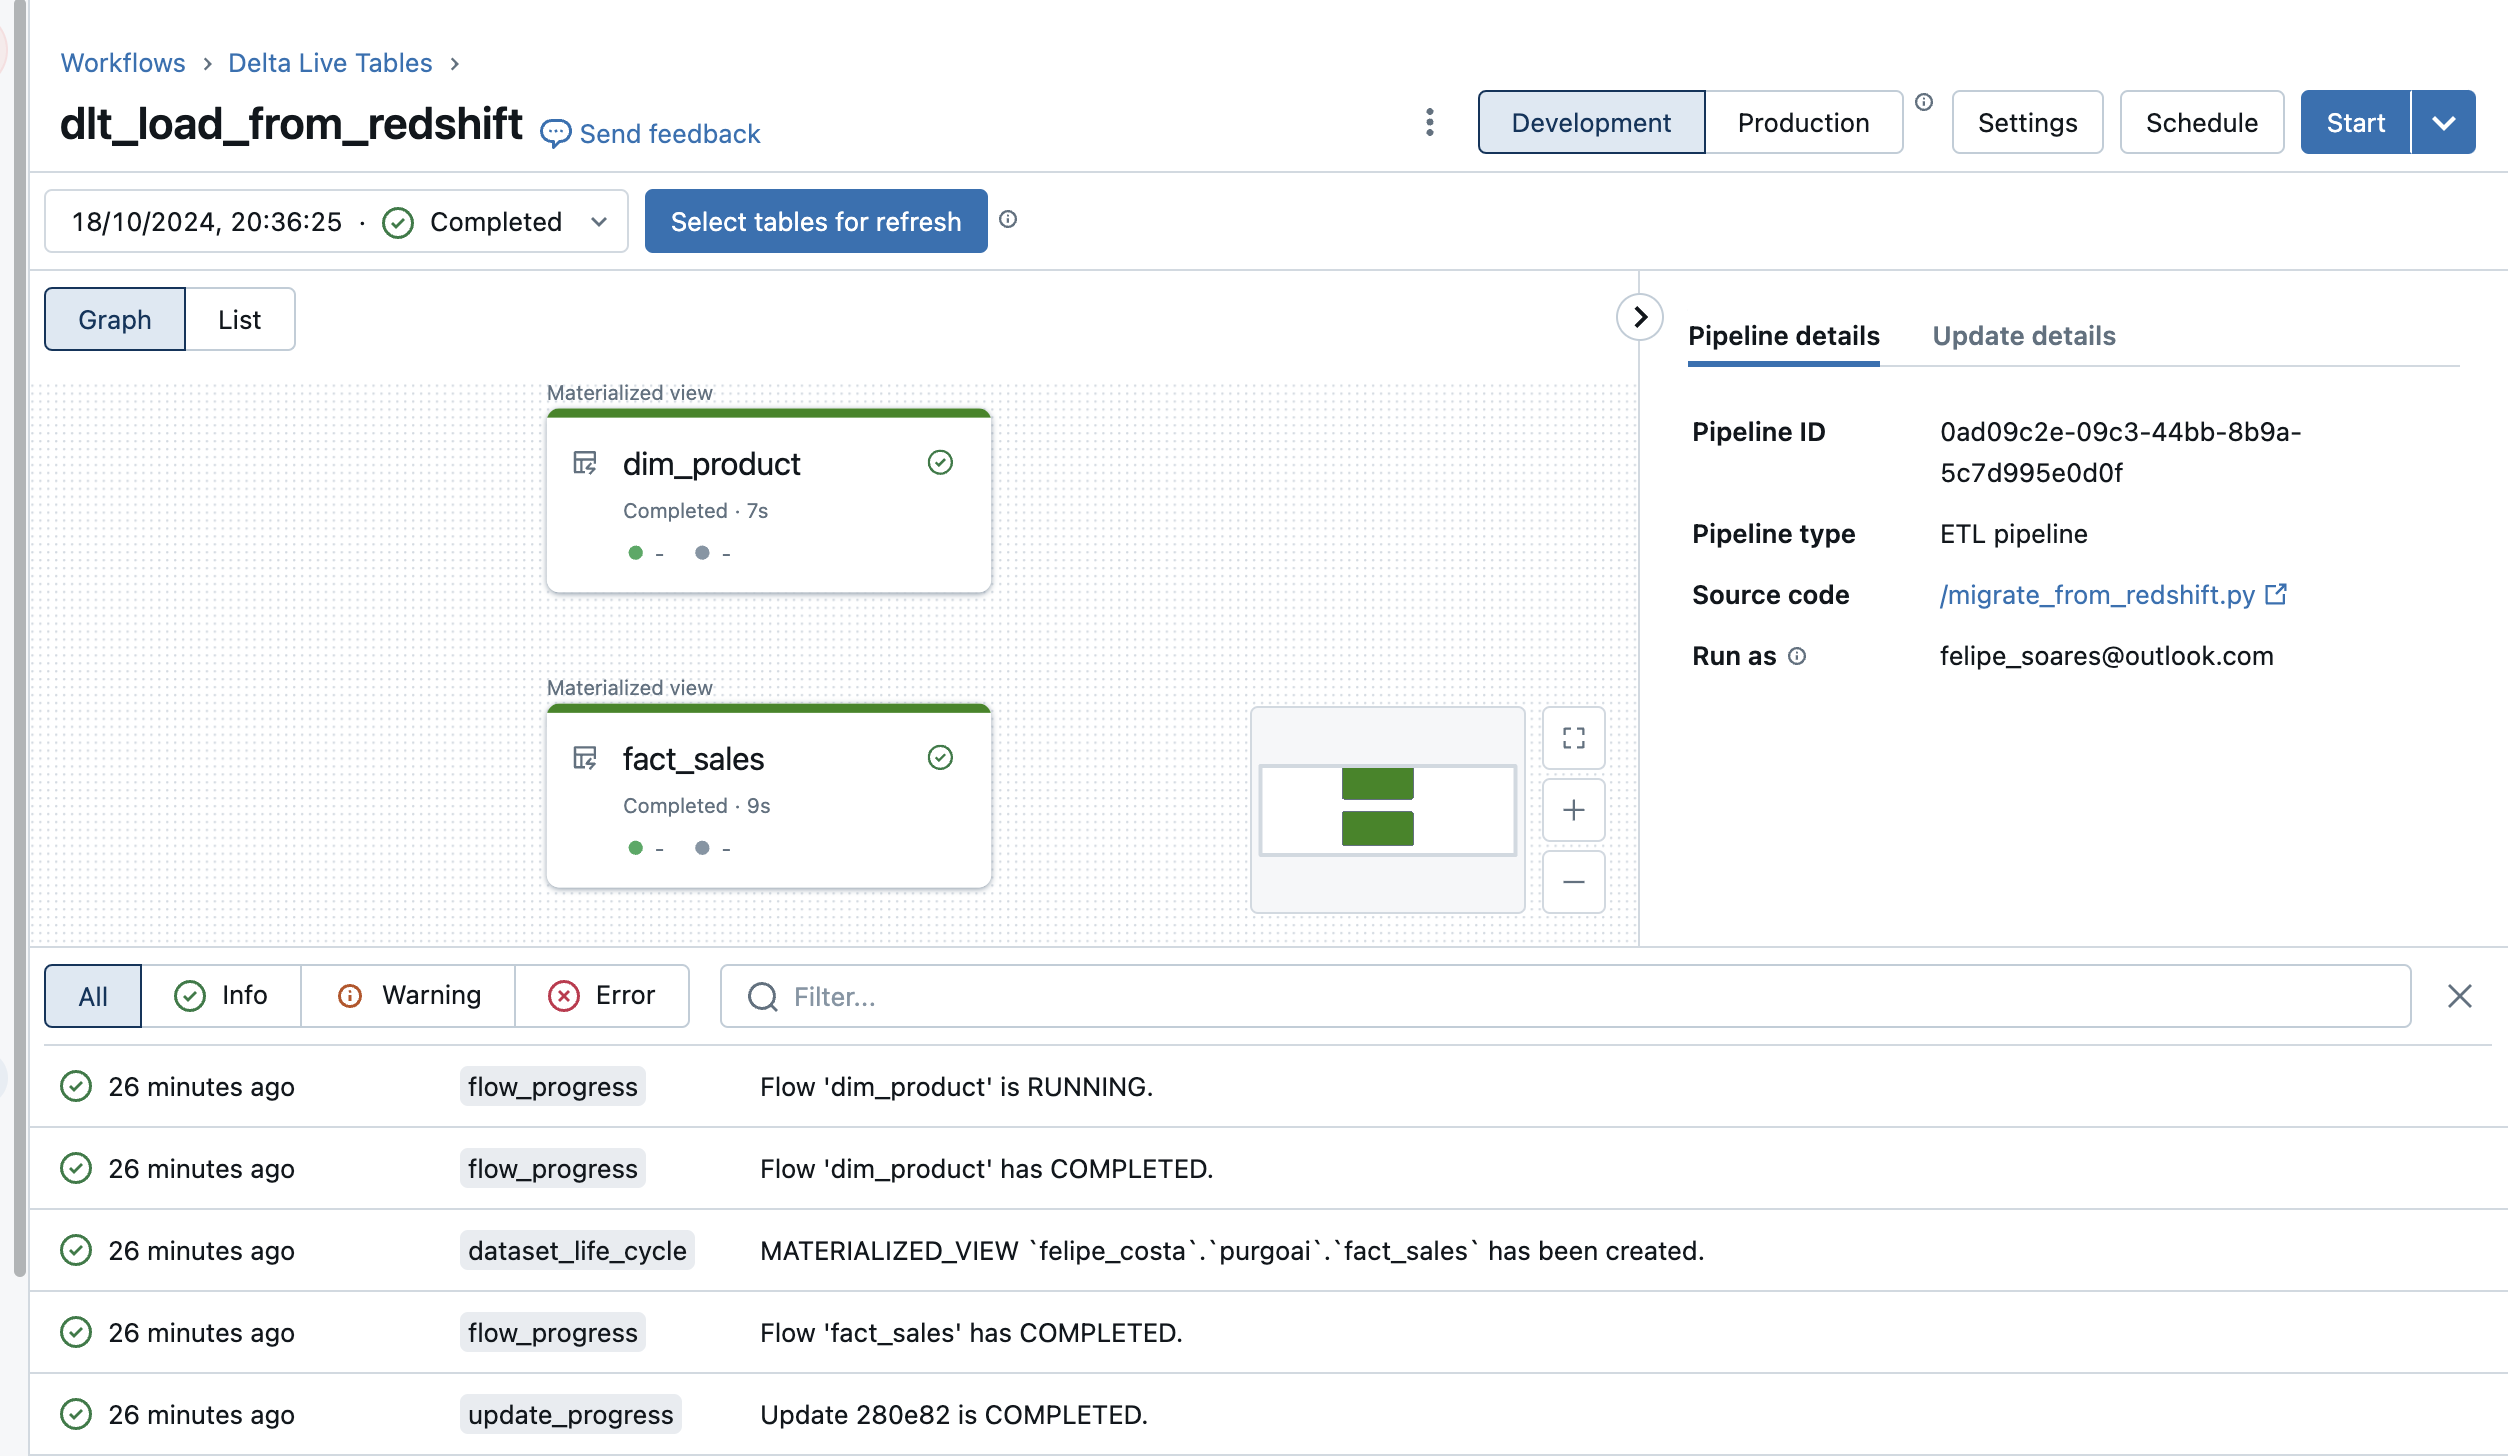 Workflows > Delta Live Tables >
dlt_load_from_redshift Send feedback
Development Production Settings Schedule Start
18/10/2024, 20:36:25 · Completed Select tables for refresh
Graph List
Pipeline details Update details
Materialized view
dim_product
Completed · 7s
- -
Materialized view
fact_sales
Completed · 9s
- -
Pipeline ID 0ad09c2e-09c3-44bb-8b9a-
5c7d995e0d0f
Pipeline type ETL pipeline
Source code /migrate_from_redshift.py
Run as felipe_soares@outlook.com
All Info Warning Error Filter...
26 minutes ago flow_progress Flow 'dim_product' is RUNNING.
26 minutes ago flow_progress Flow 'dim_product' has COMPLETED.
26 minutes ago dataset_life_cycle MATERIALIZED_VIEW `felipe_costa`.`purgoai`.`fact_sales` has been created.
26 minutes ago flow_progress Flow 'fact_sales' has COMPLETED.
26 minutes ago update_progress Update 280e82 is COMPLETED.